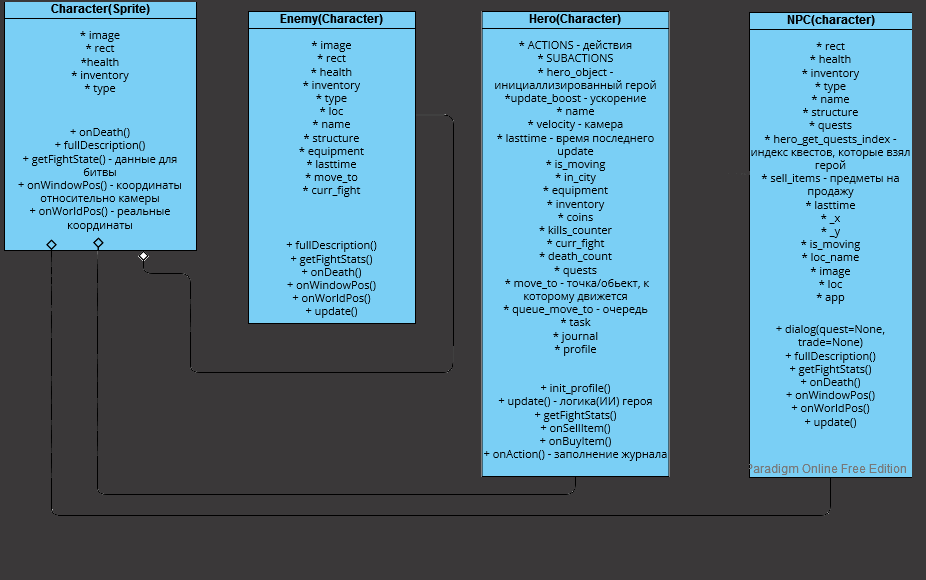 Character(Sprite)
* image
* rect
*health
* inventory
* type
+ onDeath()
+ fullDescription()
+ getFightState() - данные для
битвы
+ onWindowPos() - координаты
относительно камеры
+ onWorldPos() - реальные
координаты
Enemy(Character)
* image
* rect
* health
* inventory
* type
* loc
* name
* structure
* equipment
* lasttime
* move_to
* curr_fight
+ fullDescription()
+ getFightStats()
+ onDeath()
+ onWindowPos()
+ onWorldPos()
+ update()
Hero(Character)
* ACTIONS - действия
* SUBACTIONS
* hero_object -
инициаллизированный герой
*update_boost - ускорение
* name
* velocity - камера
* lasttime - время последнего
update
* is_moving
* in_city
* equipment
* inventory
* coins
* kills_counter
* curr_fight
* death_count
* quests
* move_to - точка/обьект, к
которому движется
* queue_move_to - очередь
* task
* journal
* profile
+ init_profile()
+ update() - логика(ИИ) героя
+ getFightStats()
+ onSellItem()
+ onBuyItem()
+ onAction() - заполнение журнала
NPC(character)
* rect
* health
* inventory
* type
* name
* structure
* quests
* hero_get_quests_index -
индекс квестов, которые взял
герой
* sell_items - предметы на
продажу
* lasttime
* _x
* _y
* is_moving
* loc_name
* image
* loc
* app
+ dialog(quest=None,
trade=None)
+ fullDescription()
+ getFightStats()
+ onDeath()
+ onWindowPos()
+ onWorldPos()
+ update()
Paradigm Online Free Edition